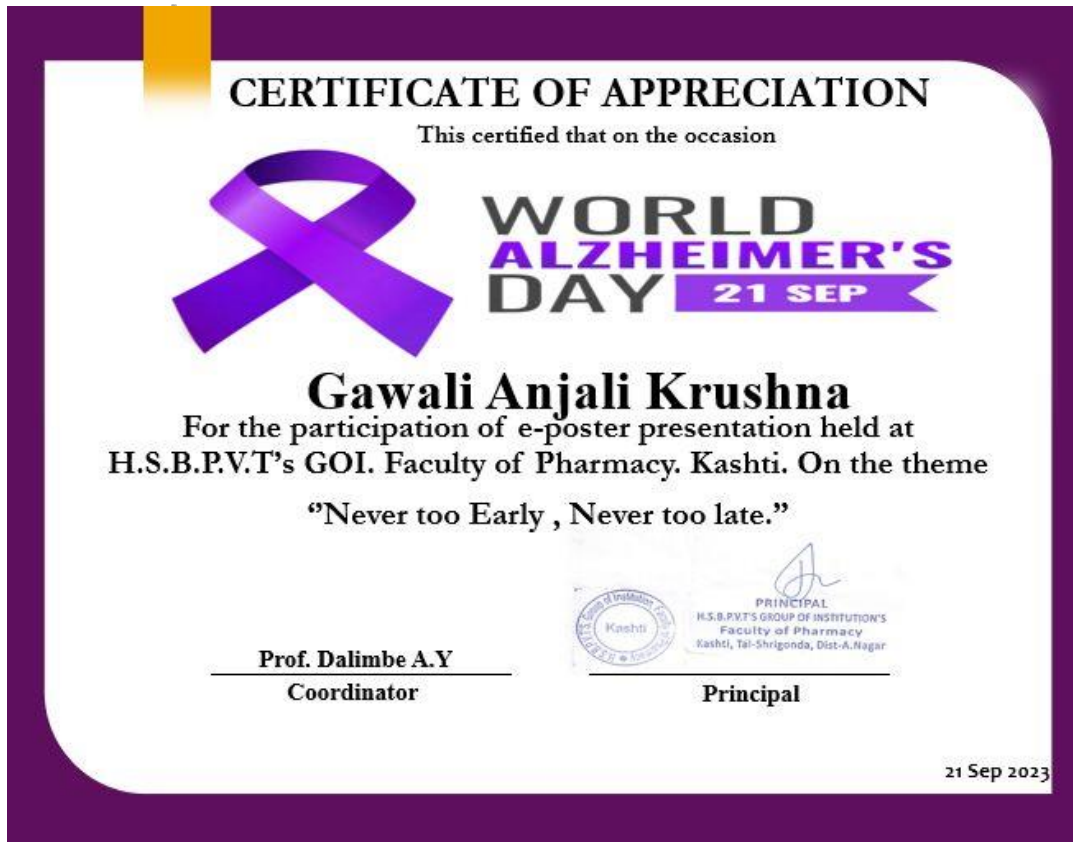 CERTIFICATE OF APPRECIATION
This certified that on the occasion
WORLD
ALZHEIMER'S
DAY 21 SEP
Gawali Anjali Krushna
For the participation of e-poster presentation held at
H.S.B.P.V.T's GOI. Faculty of Pharmacy. Kashti. On the theme
"Never too Early , Never too late."
PRINCIPAL
H.S.B.P.V.T'S GROUP OF INSTITUTION'S
Faculty of Pharmacy
Kashti, Tal-Shrigonda, Dist-A.Nagar
Kashti
Prof. Dalimbe A.Y
Coordinator
Principal
21 Sep 2023